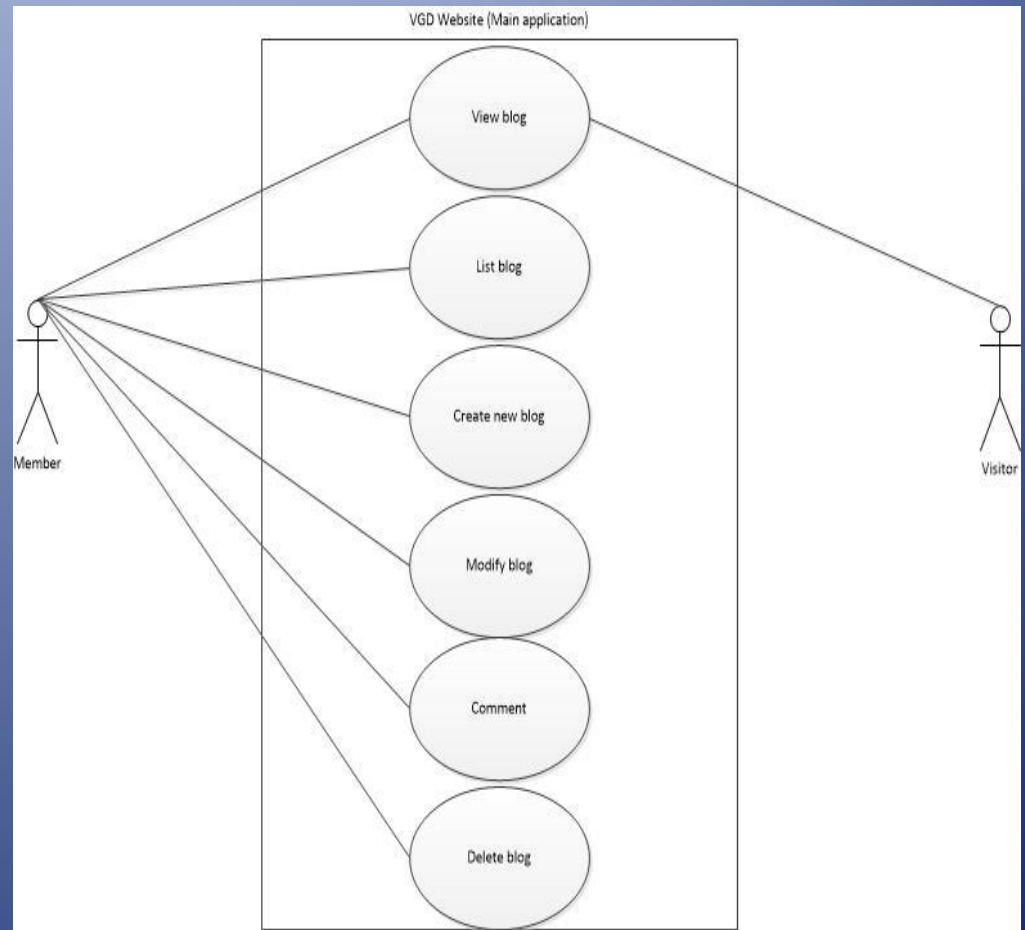 VGD Website (Main application)
View blog
List blog
Create new blog
Member
Visitor
Modify blog
Comment
Delete blog